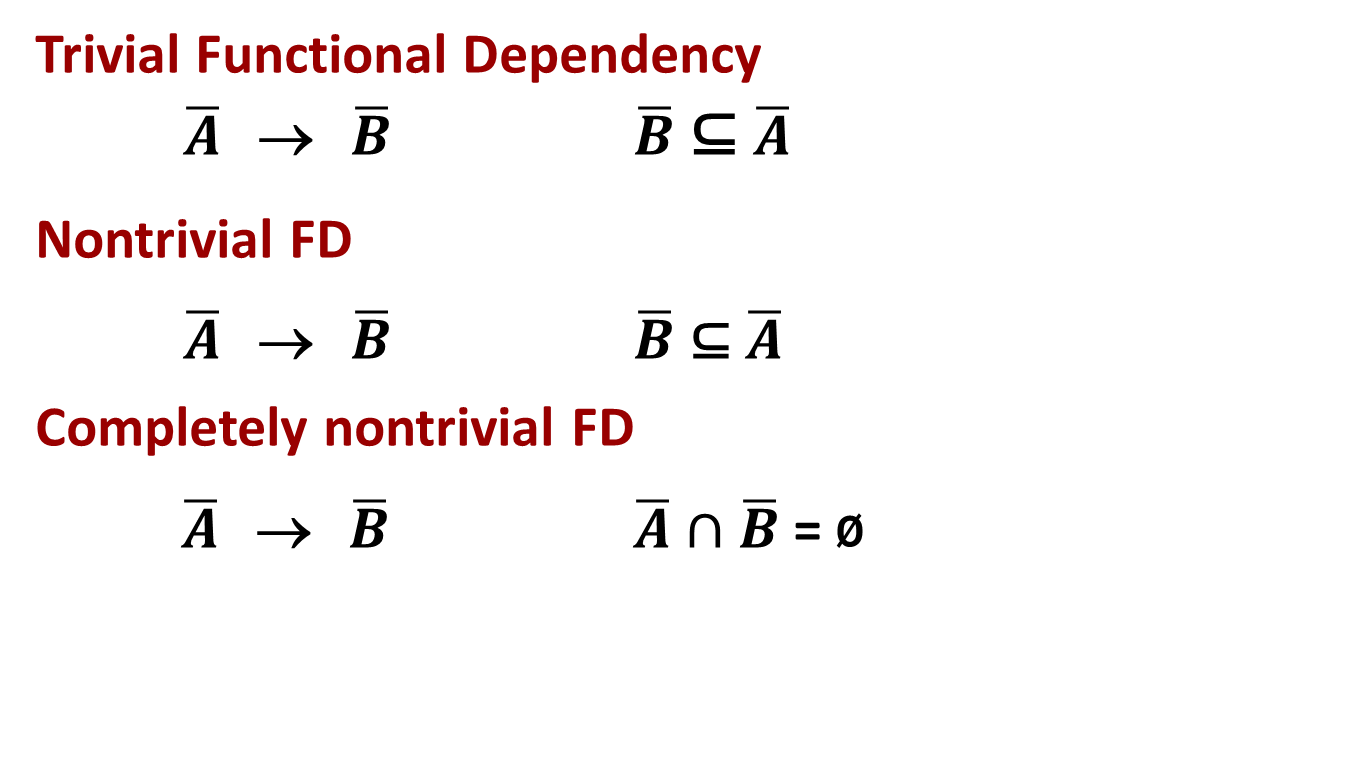 Trivial Functional Dependency
A̅ → B̅ B̅ ⊆ A̅
Nontrivial FD
A̅ → B̅ B̅ ⊆ A̅
Completely nontrivial FD
A̅ → B̅ A̅ ∩ B̅ = ∅